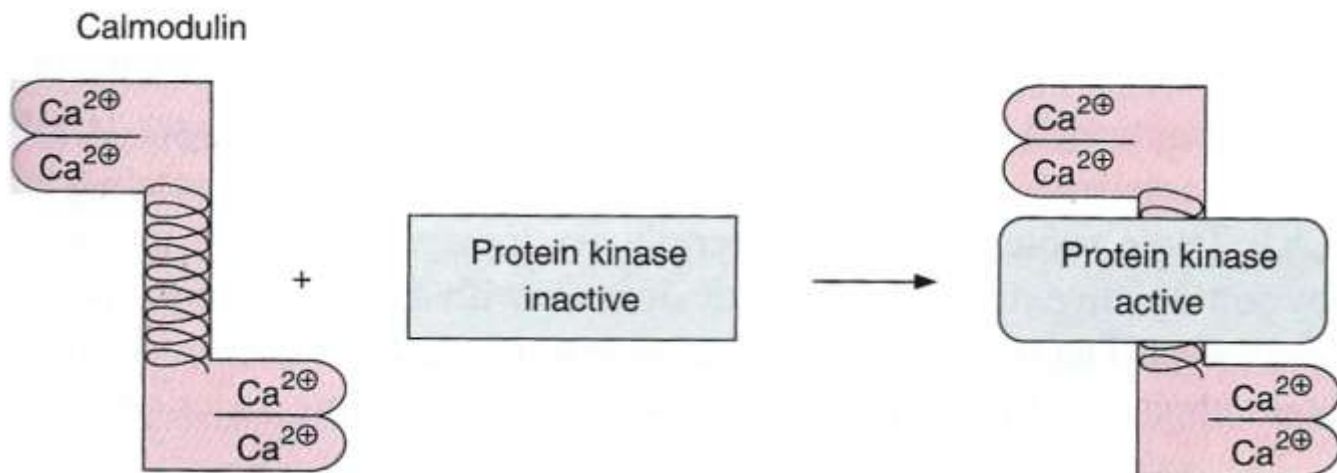 Calmodulin
Ca²⊕
Ca²⊕
+
Protein kinase
inactive
Ca²⊕
Ca²⊕
Ca²⊕
Ca²⊕
Protein kinase
active
Ca²⊕
Ca²⊕